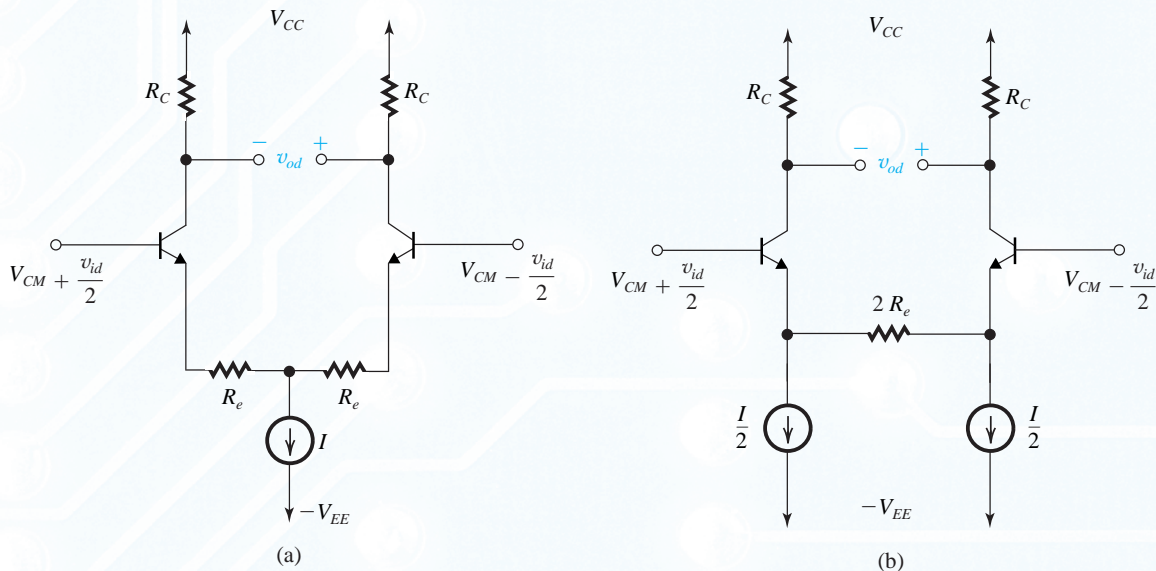 V_CC
R_C R_C
− v_od +
V_CM + v_id/2
V_CM − v_id/2
R_e R_e
I
−V_EE
(a)
V_CC
R_C R_C
− v_od +
V_CM + v_id/2
V_CM − v_id/2
2 R_e
I/2 I/2
−V_EE
(b)